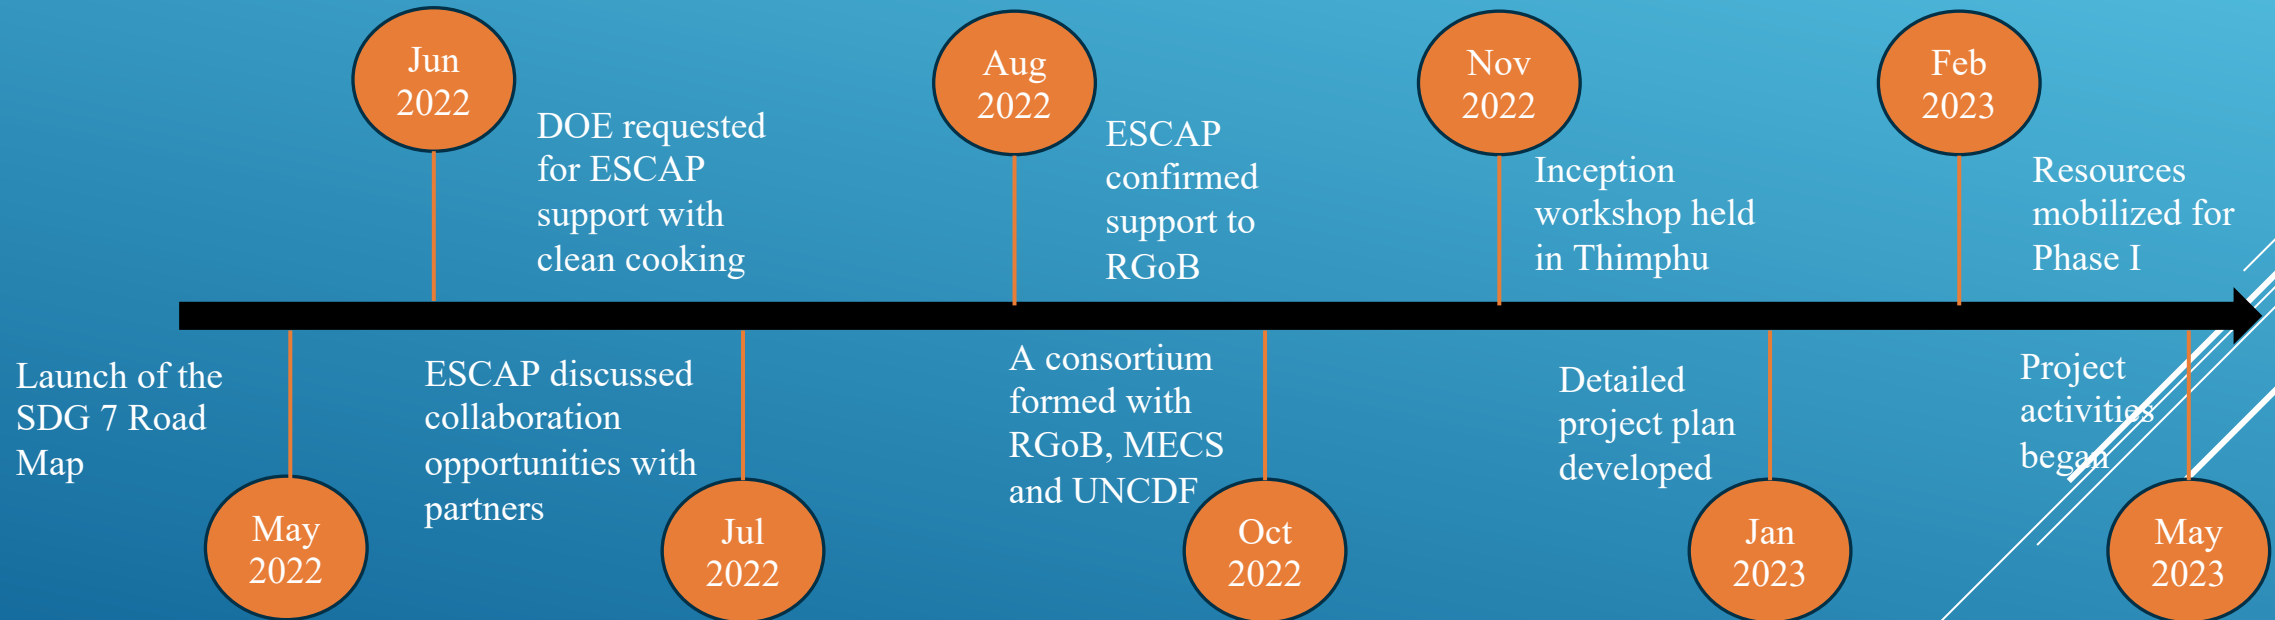 Jun
2022
DOE requested
for ESCAP
support with
clean cooking
Aug
2022
ESCAP
confirmed
support to
RGoB
Nov
2022
Inception
workshop held
in Thimphu
Feb
2023
Resources
mobilized for
Phase I
Launch of the
SDG 7 Road
Map
May
2022
ESCAP discussed
collaboration
opportunities with
partners
Jul
2022
A consortium
formed with
RGoB, MECS
and UNCDF
Oct
2022
Detailed
project plan
developed
Jan
2023
Project
activities
began
May
2023